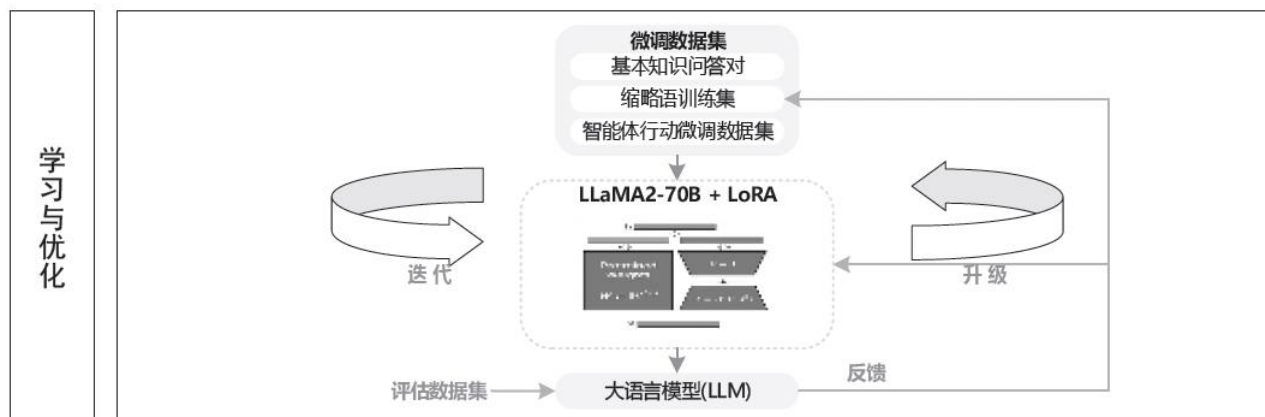 学习与优化
微调数据集
基本知识问答对
缩略语训练集
智能体行动微调数据集
LLaMA2-70B + LoRA
迭 代
升 级
评估数据集
大语言模型(LLM)
反馈